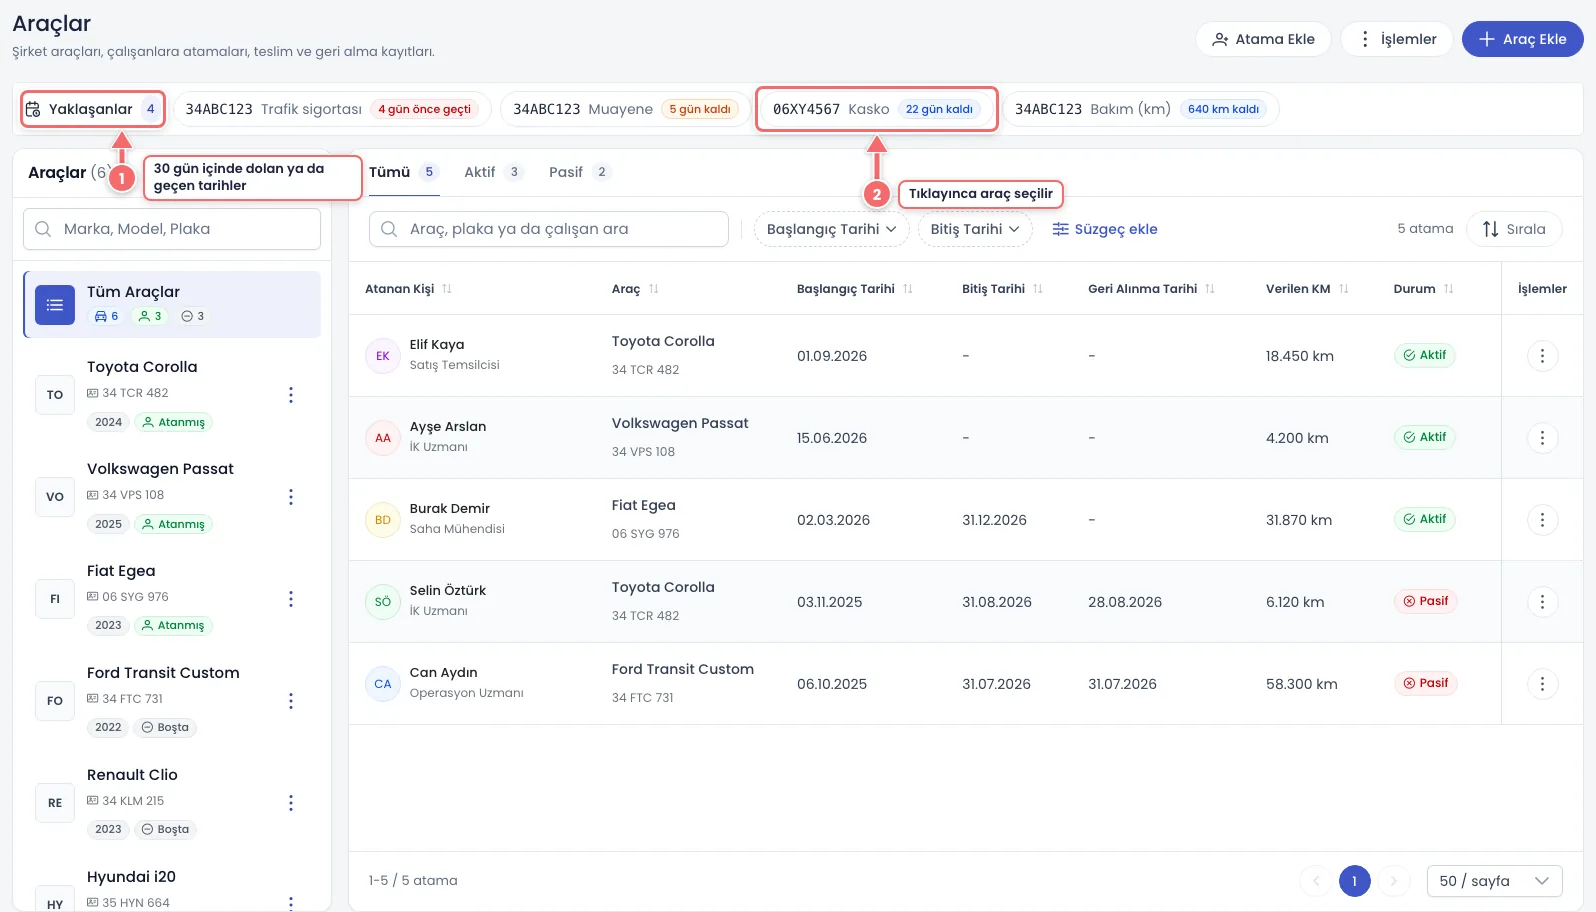 Araçlar
Şirket araçları, çalışanlara atamaları, teslim ve geri alma kayıtları.
Atama Ekle
İşlemler
Araç Ekle
Yaklaşanlar 4
34ABC123 Trafik sigortası 4 gün önce geçti
34ABC123 Muayene 5 gün kaldı
06XY4567 Kasko 22 gün kaldı
34ABC123 Bakım (km) 640 km kaldı
1
30 gün içinde dolan ya da
geçen tarihler
2
Tıklayınca araç seçilir
Araçlar (6)
Marka, Model, Plaka
Tüm Araçlar
6 3 3
TO
Toyota Corolla
34 TCR 482
2024 Atanmış
VO
Volkswagen Passat
34 VPS 108
2025 Atanmış
FI
Fiat Egea
06 SYG 976
2023 Atanmış
FO
Ford Transit Custom
34 FTC 731
2022 Boşta
RE
Renault Clio
34 KLM 215
2023 Boşta
HY
Hyundai i20
35 HYN 664
Tümü 5 Aktif 3 Pasif 2
Araç, plaka ya da çalışan ara
Başlangıç Tarihi
Bitiş Tarihi
Süzgeç ekle
5 atama
Sırala
Atanan Kişi Araç Başlangıç Tarihi Bitiş Tarihi Geri Alınma Tarihi Verilen KM Durum İşlemler
EK Elif Kaya Toyota Corolla 01.09.2026 - - 18.450 km Aktif
Satış Temsilcisi 34 TCR 482
AA Ayşe Arslan Volkswagen Passat 15.06.2026 - - 4.200 km Aktif
İK Uzmanı 34 VPS 108
BD Burak Demir Fiat Egea 02.03.2026 31.12.2026 - 31.870 km Aktif
Saha Mühendisi 06 SYG 976
SÖ Selin Öztürk Toyota Corolla 03.11.2025 31.08.2026 28.08.2026 6.120 km Pasif
İK Uzmanı 34 TCR 482
CA Can Aydın Ford Transit Custom 06.10.2025 31.07.2026 31.07.2026 58.300 km Pasif
Operasyon Uzmanı 34 FTC 731
1-5 / 5 atama
1
50 / sayfa